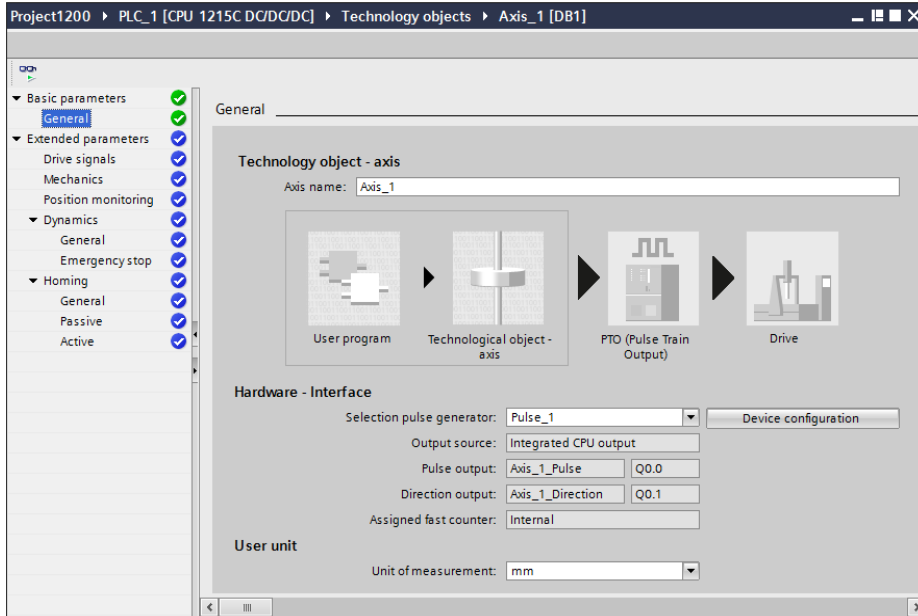 Project1200 ▸ PLC_1 [CPU 1215C DC/DC/DC] ▸ Technology objects ▸ Axis_1 [DB1]
Basic parameters
General
Extended parameters
Drive signals
Mechanics
Position monitoring
Dynamics
General
Emergency stop
Homing
General
Passive
Active
General
Technology object - axis
Axis name: Axis_1
User program
Technological object - axis
PTO (Pulse Train Output)
Drive
Hardware - Interface
Selection pulse generator: Pulse_1 Device configuration
Output source: Integrated CPU output
Pulse output: Axis_1_Pulse Q0.0
Direction output: Axis_1_Direction Q0.1
Assigned fast counter: Internal
User unit
Unit of measurement: mm